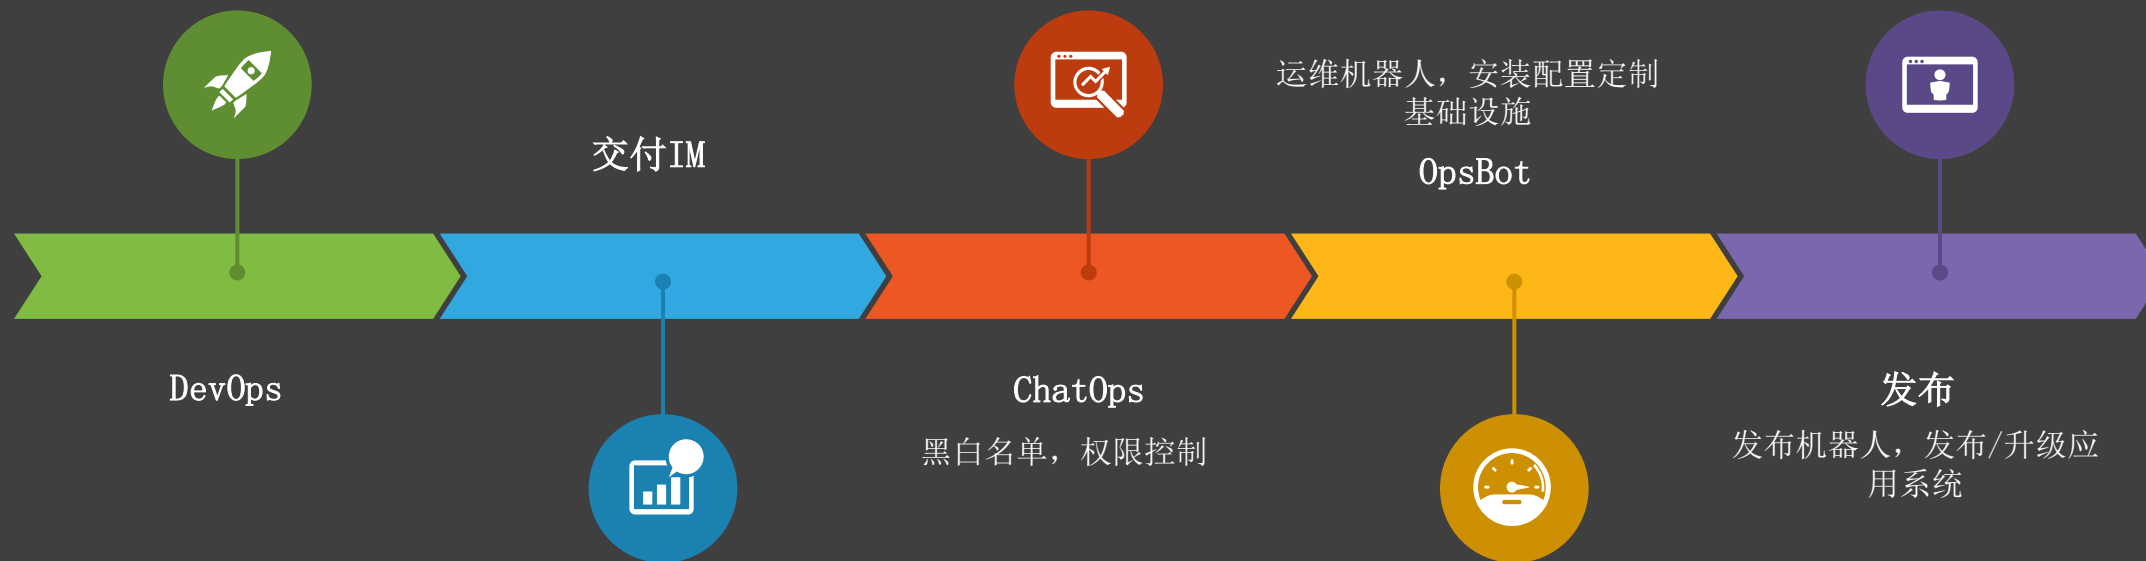 DevOps
交付IM
ChatOps
黑白名单，权限控制
运维机器人，安装配置定制
基础设施
OpsBot
发布
发布机器人，发布/升级应
用系统